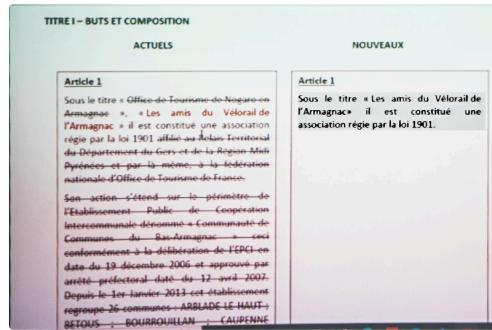 TITRE I – BUTS ET COMPOSITION
ACTUELS
NOUVEAUX
Article 1
Sous le titre « Office de Tourisme de Nogaro en
Armagnac », « Les amis du Vélorail de
l'Armagnac » il est constitué une association
régie par la loi 1901 affilié au Relais Territorial
du Département du Gers et de la Région Midi
Pyrénées et par là même, à la fédération
nationale d'Office de Tourisme de France.
Son action s'étend sur le périmètre de
l'Etablissement Public de Coopération
Intercommunale dénommé « Communauté de
Communes du Bas-Armagnac » ceci
conformément à la délibération de l'EPCI en
date du 19 décembre 2006 et approuvé par
arrêté préfectoral daté du 12 avril 2007.
Depuis le 1er Janvier 2013 cet établissement
regroupe 26 communes : ARBLADE LE HAUT ;
BETOUS ; BOURROUILLAN ; CAUPENNE
Article 1
Sous le titre « Les amis du Vélorail de
l'Armagnac» il est constitué une
association régie par la loi 1901.